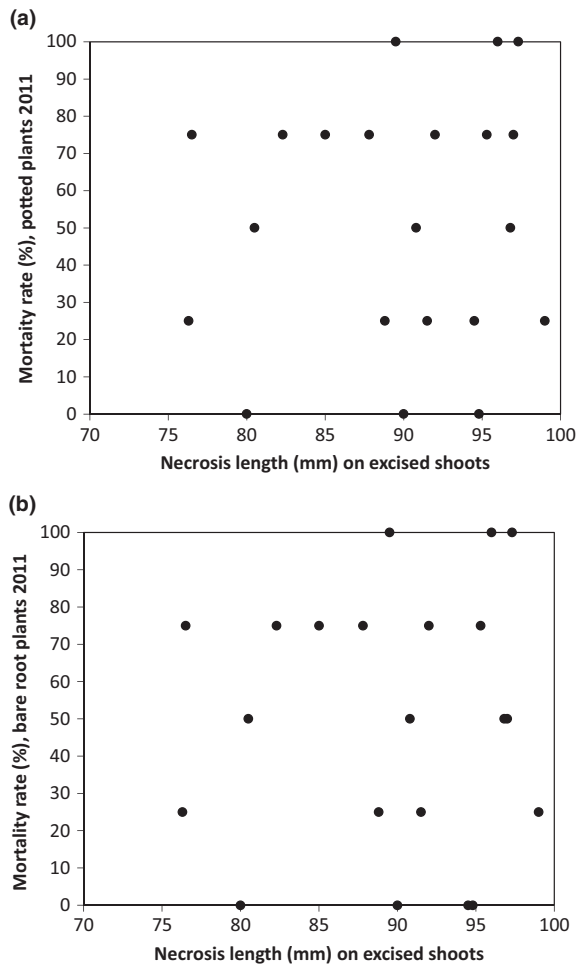 (a)
Mortaity rate (%), potted plants 2011
100
90
80
70
60
50
40
30
20
10
0
70 75 80 85 90 95 100
Necrosis length (mm) on excised shoots
(b)
Mortality rate (%), bare root plants 2011
100
90
80
70
60
50
40
30
20
10
0
70 75 80 85 90 95 100
Necrosis length (mm) on excised shoots